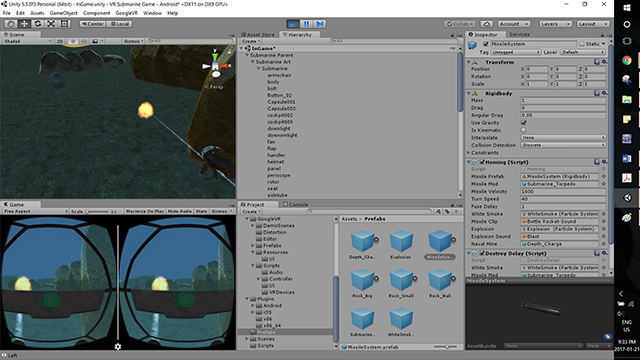 Unity 5.5.0f3 Personal (64bit) - InGame.unity - VR Submarine Game - Android* <DX11 on DX9 GPU>
File Edit Assets GameObject Component GoogleVR Window Help
Center Local
Collab Account Layers Layout
Scene
Shaded 2D Gizmos
Persp
Asset Store Hierarchy
Create All
InGame*
Submarine Parent
Submarine Art
Submarine
armchair
body
bolt
Button_02
Capsule001
Capsule003
cockpit002
cockpit005
downlight
downsmold
fan
flap
handler
helmet
panel
periscope
rotor
seat
sidetube
Inspector Services
MissileSystem Static
Tag Untagged Layer Default
Transform
Position X 0 Y 0 Z 0
Rotation X 0 Y 0 Z 0
Scale X 1 Y 1 Z 1
Rigidbody
Mass 1
Drag 0
Angular Drag 0.05
Use Gravity
Is Kinematic
Interpolate None
Collision Detection Discrete
Constraints
Homing (Script)
Script Homing
Missile Prefab MissileSystem (Rigidbody)
Missile Mod Submarine_Torpedo
Missile Velocity 1600
Turn Speed 40
Fuse Delay 1
White Smoke WhiteSmoke (Particle System)
Missile Clip Bottle Rocket-Sound
Explosion Explosion (Particle System)
Explosion Sound Blast
Naval Mine Depth_Charge
Destroy Delay (Script)
White Smoke WhiteSmoke (Particle System)
MissileSystem
AssetBundle None None
Game
Free Aspect Scale 1x Maximize On Play Mute Audio Stats Gizmos
Project Console
Create
GoogleVR
DemoScenes
Distortion
Editor
Prefabs
Resources
UI
Scripts
Audio
Controller
UI
VRDevices
Plugins
Android
iOS
x86
x86_64
Prefabs
Scenes
Scripts
Assets Prefabs
Depth_Cha... Explosion MissileSys...
Rock_Big Rock_Small Rock_Wall
Submarine... WhiteSmok...
MissileSystem.prefab
Left
ENG
US
9:33 PM
2017-01-21